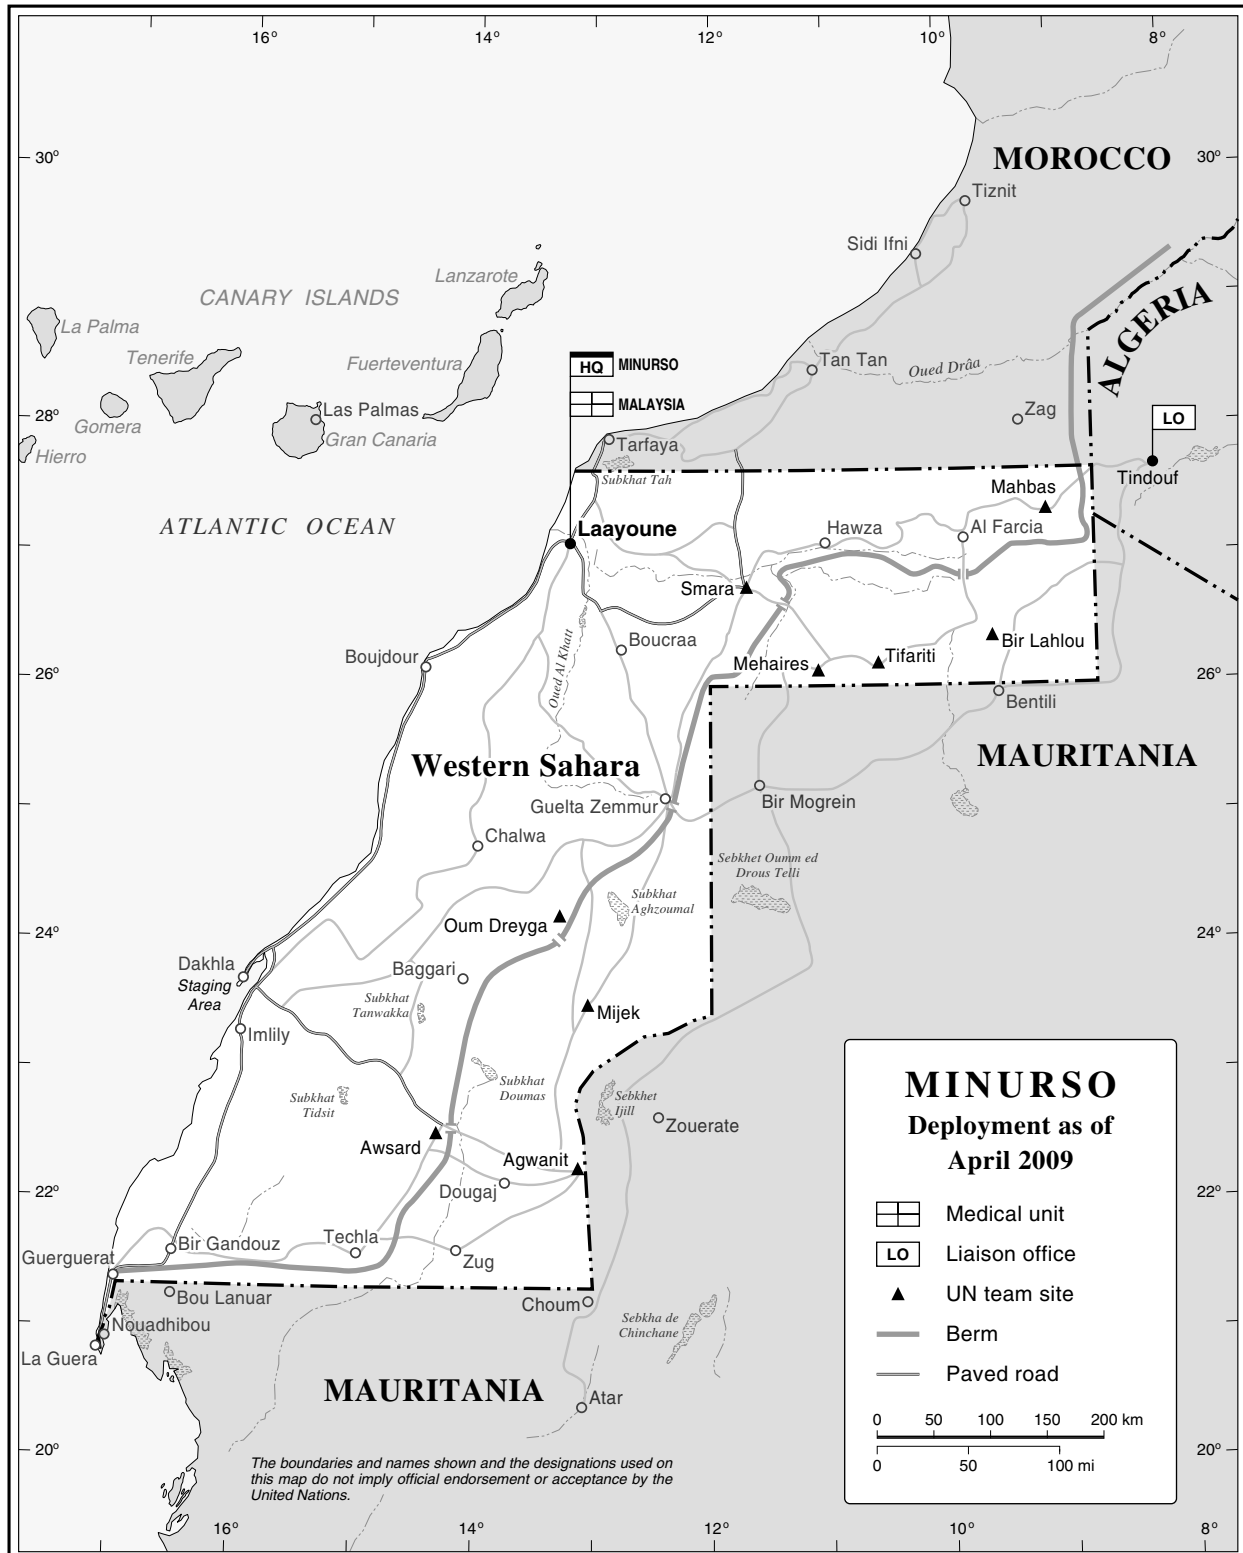 16°
14°
12°
10°
8°
30°
MOROCCO
30°
Tiznit
Sidi Ifni
Lanzarote
CANARY ISLANDS
ALGERIA
La Palma
Tenerife
Fuerteventura
HQ MINURSO
Tan Tan
Oued Drâa
MALAYSIA
Las Palmas
Zag
LO
28°
28°
Gomera
Gran Canaria
Tarfaya
Hierro
Subkhat Tah
Tindouf
Mahbas
ATLANTIC OCEAN
Laayoune
Hawza
Al Farcia
Smara
Boucraa
Bir Lahlou
Boujdour
Oued Al Khatt
Mehaires
Tifariti
26°
26°
Bentili
Western Sahara
MAURITANIA
Guelta Zemmur
Bir Mogrein
Chalwa
Sebkhet Oumm ed
Drous Telli
Subkhat
Aghzoumal
Oum Dreyga
24°
24°
Dakhla
Staging
Area
Baggari
Subkhat
Tanwakka
Mijek
Imlily
Subkhat
Doumas
Subkhat
Tidsit
Sebkhet
Ijill
Zouerate
Awsard
Agwanit
22°
Dougaj
22°
Techla
Bir Gandouz
Guerguerat
Zug
Bou Lanuar
Choum
Nouadhibou
Sebkha de
Chinchane
La Guera
MAURITANIA
Atar
20°
20°
The boundaries and names shown and the designations used on
this map do not imply official endorsement or acceptance by the
United Nations.
MINURSO
Deployment as of
April 2009
Medical unit
LO Liaison office
UN team site
Berm
Paved road
0 50 100 150 200 km
0 50 100 mi
16°
14°
12°
10°
8°